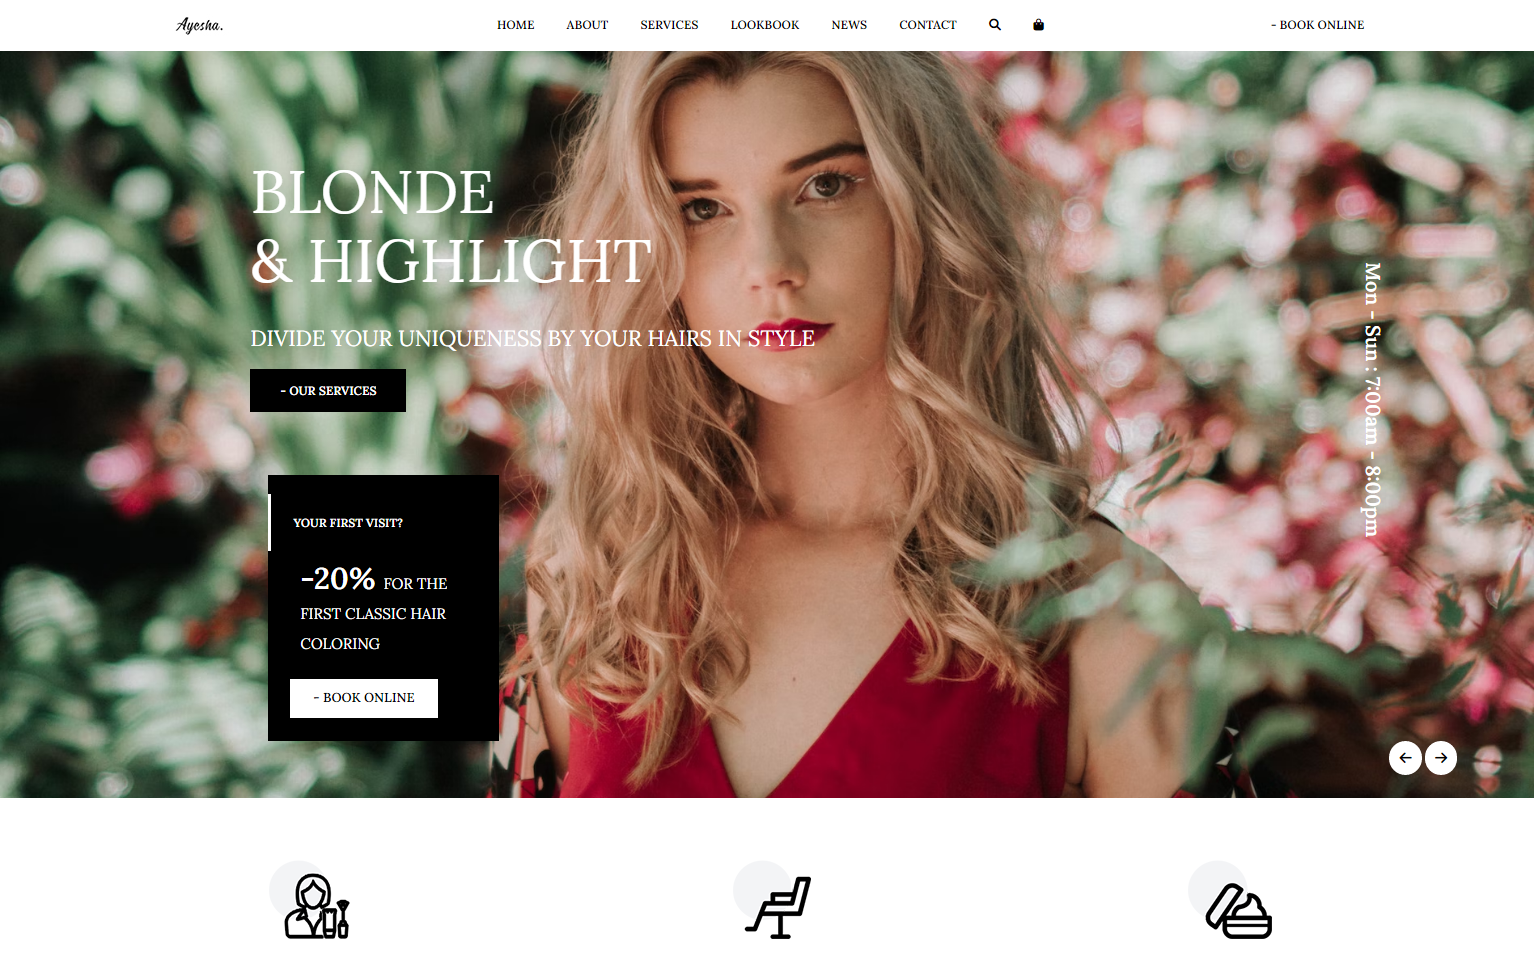 Ayesha.
HOME
ABOUT
SERVICES
LOOKBOOK
NEWS
CONTACT
- BOOK ONLINE
BLONDE
& HIGHLIGHT
DIVIDE YOUR UNIQUENESS BY YOUR HAIRS IN STYLE
- OUR SERVICES
Mon - Sun : 7:00am - 8:00pm
YOUR FIRST VISIT?
-20% FOR THE
FIRST CLASSIC HAIR
COLORING
- BOOK ONLINE